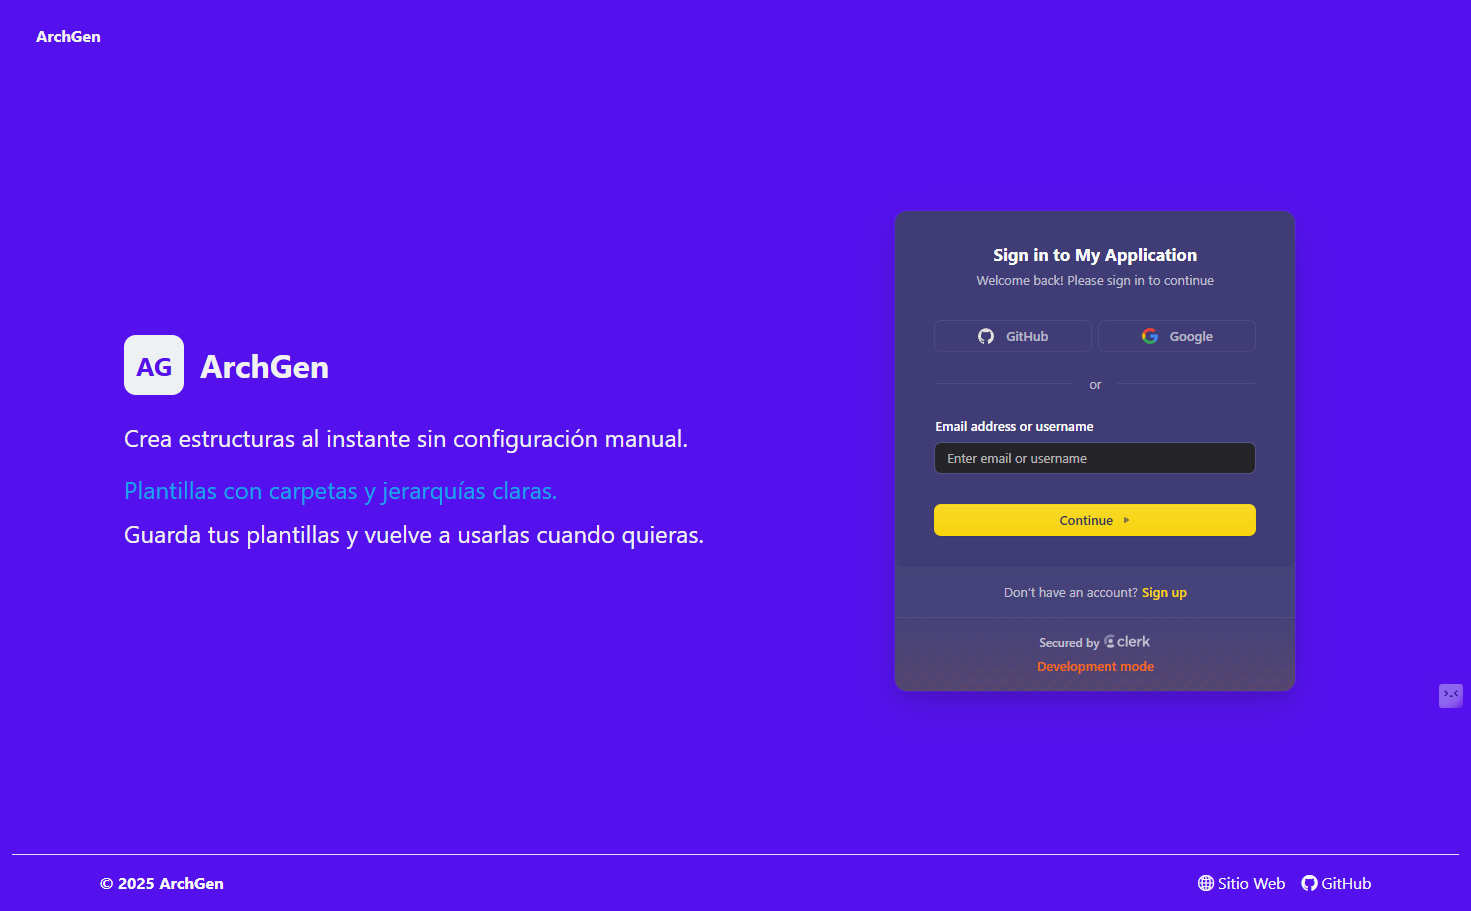 ArchGen
AG
ArchGen
Crea estructuras al instante sin configuración manual.
Plantillas con carpetas y jerarquías claras.
Guarda tus plantillas y vuelve a usarlas cuando quieras.
Sign in to My Application
Welcome back! Please sign in to continue
GitHub
Google
or
Email address or username
Enter email or username
Continue
Don't have an account? Sign up
Secured by clerk
Development mode
© 2025 ArchGen
Sitio Web
GitHub